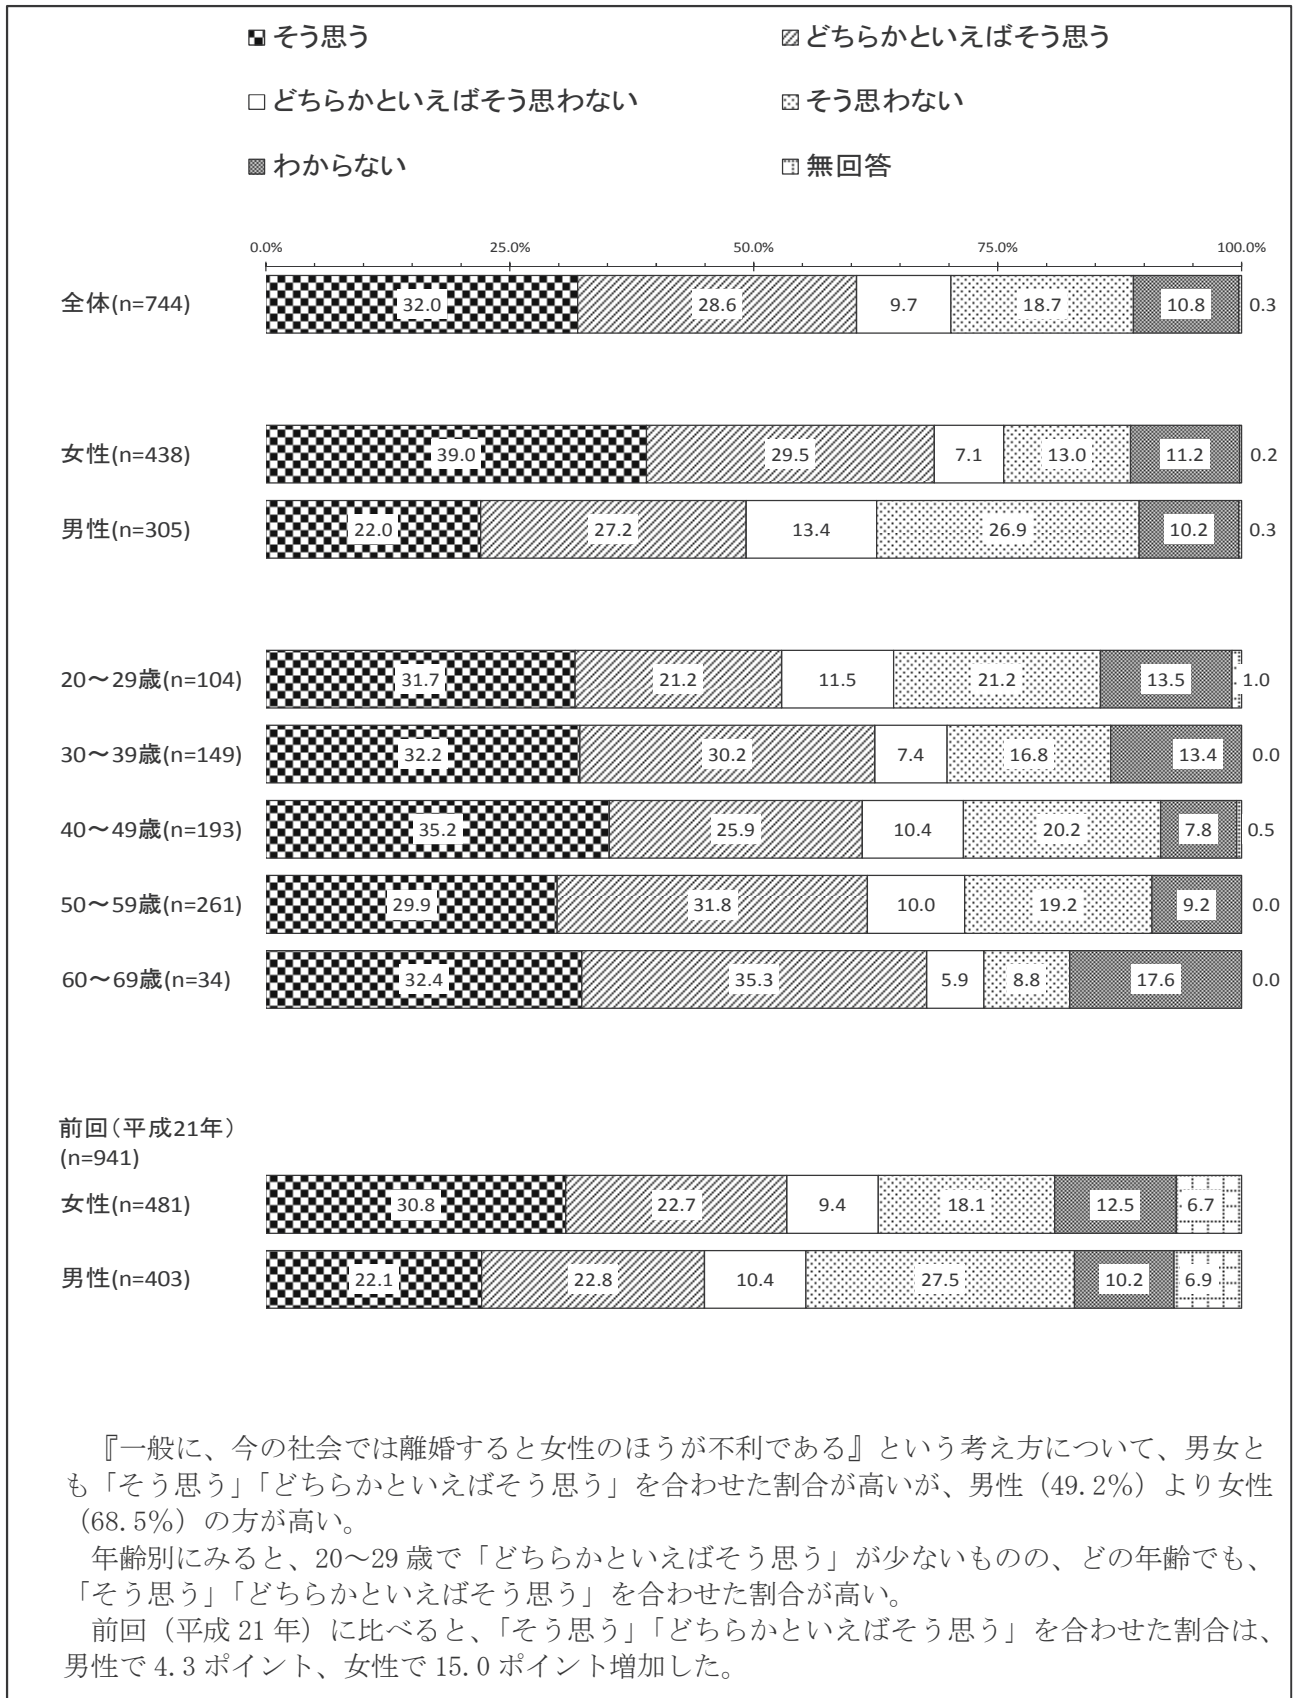 そう思う
どちらかといえばそう思う
どちらかといえばそう思わない
そう思わない
わからない
無回答
0.0% 25.0% 50.0% 75.0% 100.0%
全体(n=744) 32.0 28.6 9.7 18.7 10.8 0.3
女性(n=438) 39.0 29.5 7.1 13.0 11.2 0.2
男性(n=305) 22.0 27.2 13.4 26.9 10.2 0.3
20～29歳(n=104) 31.7 21.2 11.5 21.2 13.5 1.0
30～39歳(n=149) 32.2 30.2 7.4 16.8 13.4 0.0
40～49歳(n=193) 35.2 25.9 10.4 20.2 7.8 0.5
50～59歳(n=261) 29.9 31.8 10.0 19.2 9.2 0.0
60～69歳(n=34) 32.4 35.3 5.9 8.8 17.6 0.0
前回（平成21年）
(n=941)
女性(n=481) 30.8 22.7 9.4 18.1 12.5 6.7
男性(n=403) 22.1 22.8 10.4 27.5 10.2 6.9
『一般に、今の社会では離婚すると女性のほうが不利である』という考え方について、男女と
も「そう思う」「どちらかといえばそう思う」を合わせた割合が高いが、男性（49.2%）より女性
（68.5%）の方が高い。
年齢別にみると、20～29 歳で「どちらかといえばそう思う」が少ないものの、どの年齢でも、
「そう思う」「どちらかといえばそう思う」を合わせた割合が高い。
前回（平成 21 年）に比べると、「そう思う」「どちらかといえばそう思う」を合わせた割合は、
男性で 4.3 ポイント、女性で 15.0 ポイント増加した。